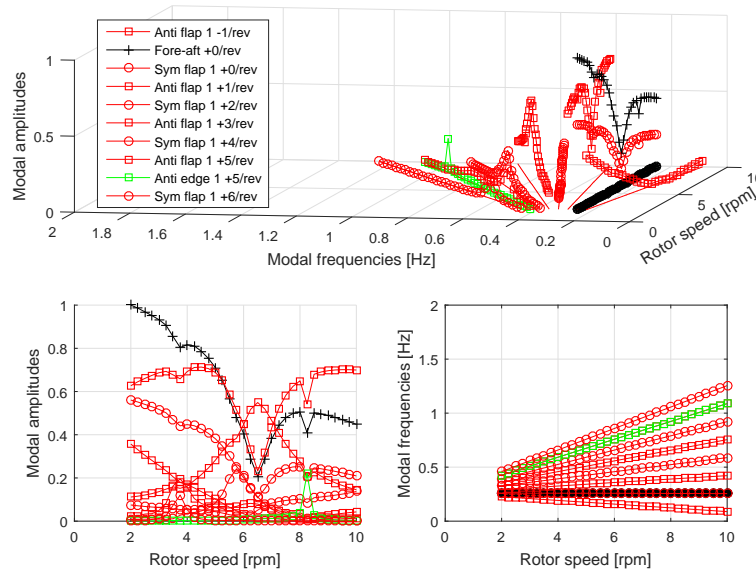 Modal amplitudes
1
0.5
0
Anti flap 1 -1/rev
Fore-aft +0/rev
Sym flap 1 +0/rev
Anti flap 1 +1/rev
Sym flap 1 +2/rev
Anti flap 1 +3/rev
Sym flap 1 +4/rev
Anti flap 1 +5/rev
Anti edge 1 +5/rev
Sym flap 1 +6/rev
2 1.8 1.6 1.4 1.2 1 0.8 0.6 0.4 0.2 0
Modal frequencies [Hz]
0 5 10
Rotor speed [rpm]
Modal amplitudes
1
0.8
0.6
0.4
0.2
0
0 2 4 6 8 10
Rotor speed [rpm]
Modal frequencies [Hz]
2
1.5
1
0.5
0
0 2 4 6 8 10
Rotor speed [rpm]